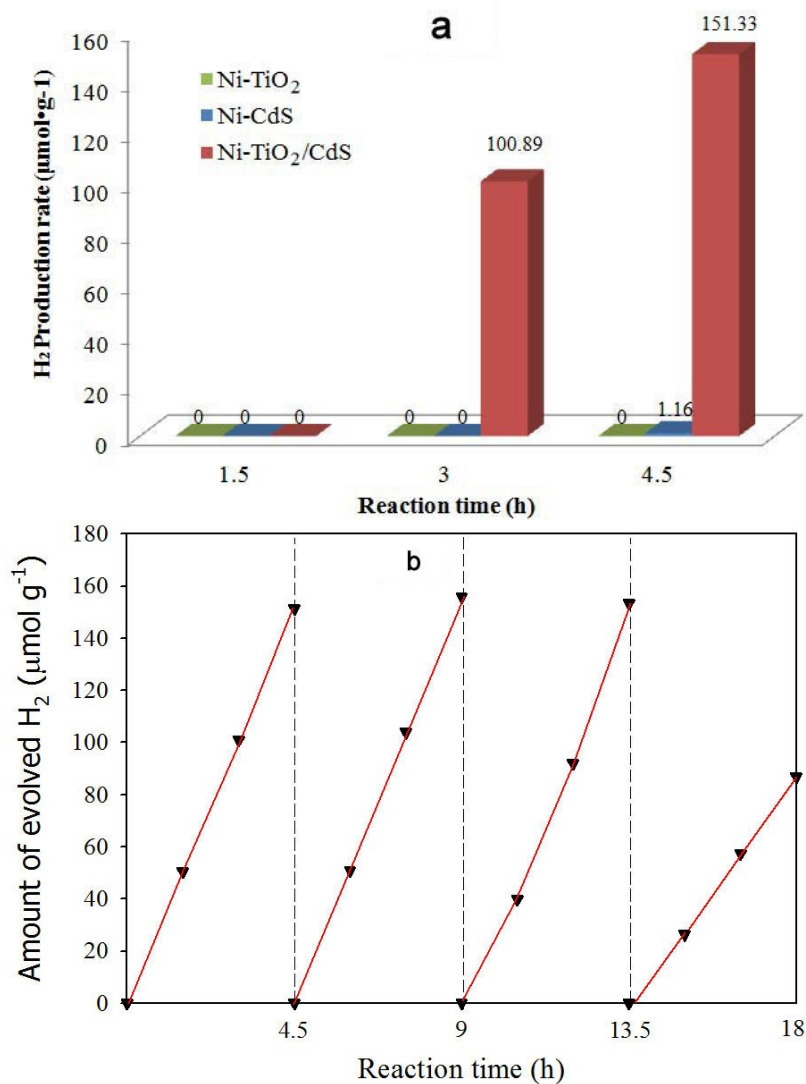 a
H₂ Production rate (μmol•g-1)
160
140
120
100
80
60
40
20
0
Ni-TiO₂
Ni-CdS
Ni-TiO₂/CdS
0 0 0
0 0 100.89
0 1.16 151.33
1.5 3 4.5
Reaction time (h)
b
Amount of evolved H₂ (μmol g⁻¹)
180
160
140
120
100
80
60
40
20
0
4.5 9 13.5 18
Reaction time (h)